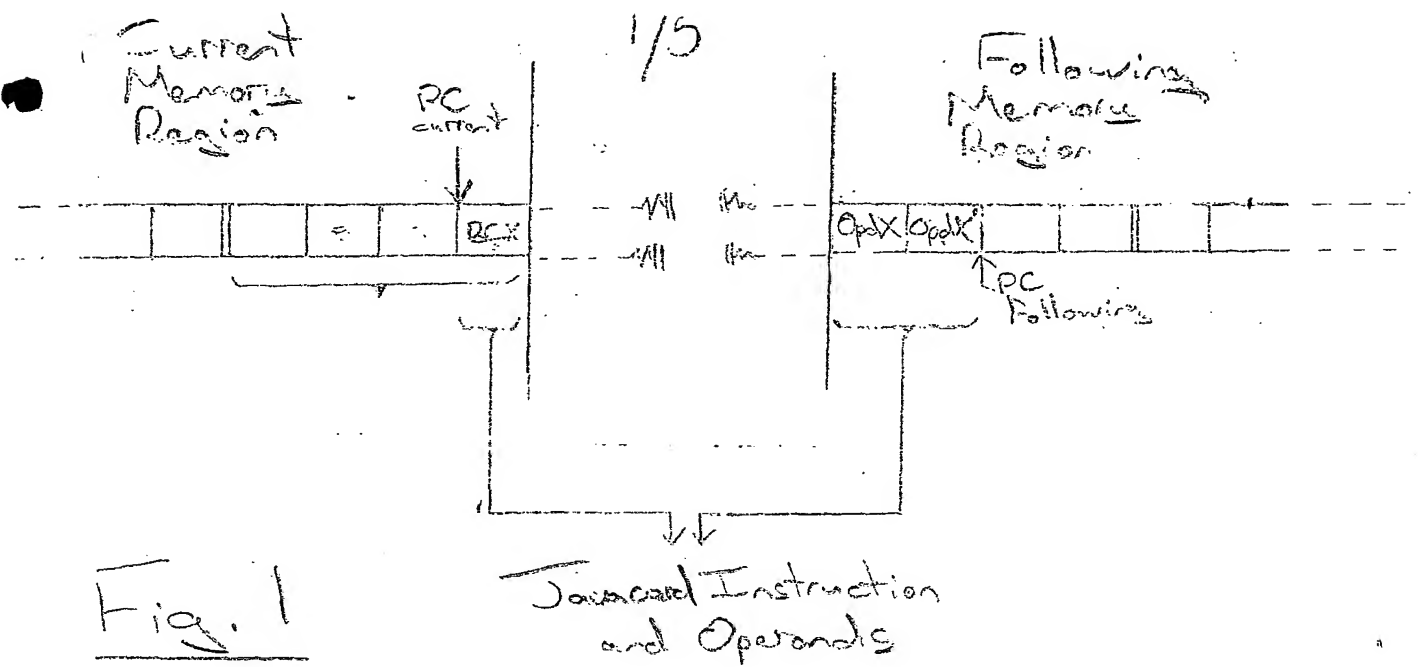 1/5
Current
Memory
Region
PC
current
Following
Memory
Region
BCX
OpdX OpdX'
PC
Following
Javacard Instruction
and Operands
Fig. 1